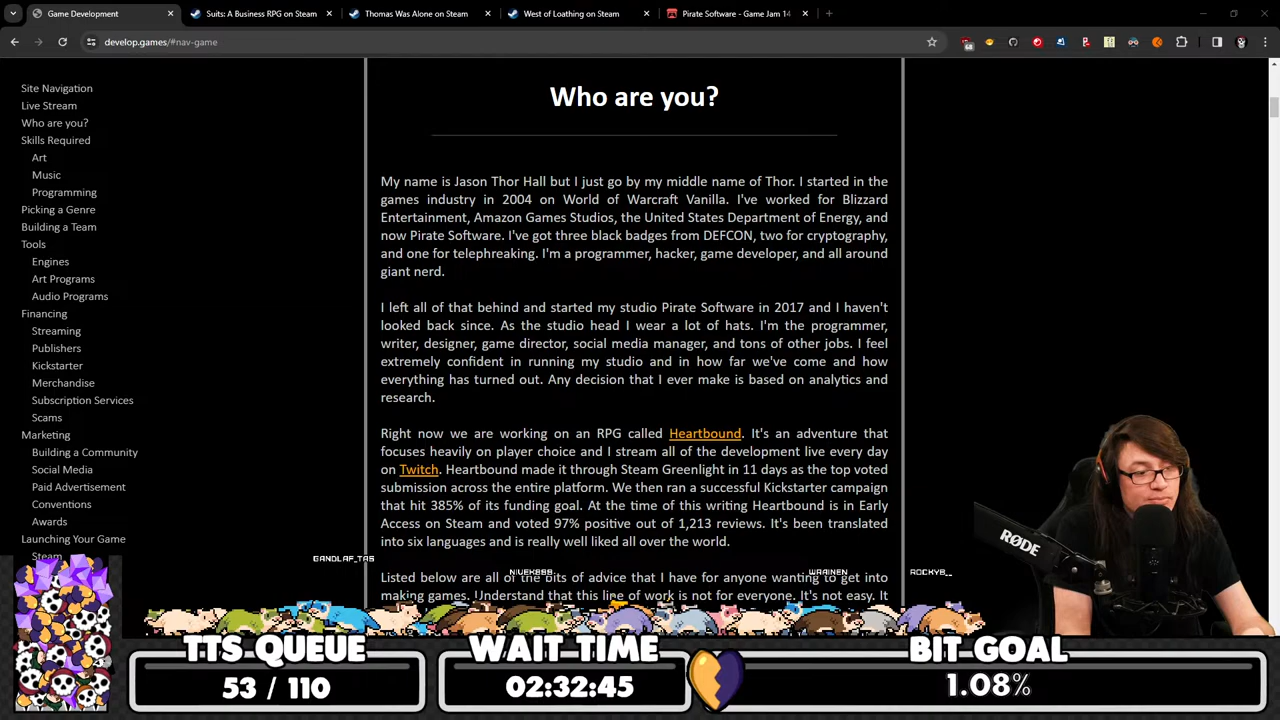 Game Development
Suits: A Business RPG on Steam
Thomas Was Alone on Steam
West of Loathing on Steam
Pirate Software - Game Jam 14
develop.games/#nav-game
Site Navigation
Live Stream
Who are you?
Skills Required
Art
Music
Programming
Picking a Genre
Building a Team
Tools
Engines
Art Programs
Audio Programs
Financing
Streaming
Publishers
Kickstarter
Merchandise
Subscription Services
Scams
Marketing
Building a Community
Social Media
Paid Advertisement
Conventions
Awards
Launching Your Game
Steam
Who are you?
My name is Jason Thor Hall but I just go by my middle name of Thor. I started in the
games industry in 2004 on World of Warcraft Vanilla. I've worked for Blizzard
Entertainment, Amazon Games Studios, the United States Department of Energy, and
now Pirate Software. I've got three black badges from DEFCON, two for cryptography,
and one for telephreaking. I'm a programmer, hacker, game developer, and all around
giant nerd.
I left all of that behind and started my studio Pirate Software in 2017 and I haven't
looked back since. As the studio head I wear a lot of hats. I'm the programmer,
writer, designer, game director, social media manager, and tons of other jobs. I feel
extremely confident in running my studio and in how far we've come and how
everything has turned out. Any decision that I ever make is based on analytics and
research.
Right now we are working on an RPG called Heartbound. It's an adventure that
focuses heavily on player choice and I stream all of the development live every day
on Twitch. Heartbound made it through Steam Greenlight in 11 days as the top voted
submission across the entire platform. We then ran a successful Kickstarter campaign
that hit 385% of its funding goal. At the time of this writing Heartbound is in Early
Access on Steam and voted 97% positive out of 1,213 reviews. It's been translated
into six languages and is really well liked all over the world.
Listed below are all of the bits of advice that I have for anyone wanting to get into
making games. Understand that this line of work is not for everyone. It's not easy. It
GANDLAF_TAS
NIVEK888
WRAINEN
ROCKYB__
RØDE
TTS QUEUE
53 / 110
WAIT TIME
02:32:45
BIT GOAL
1.08%